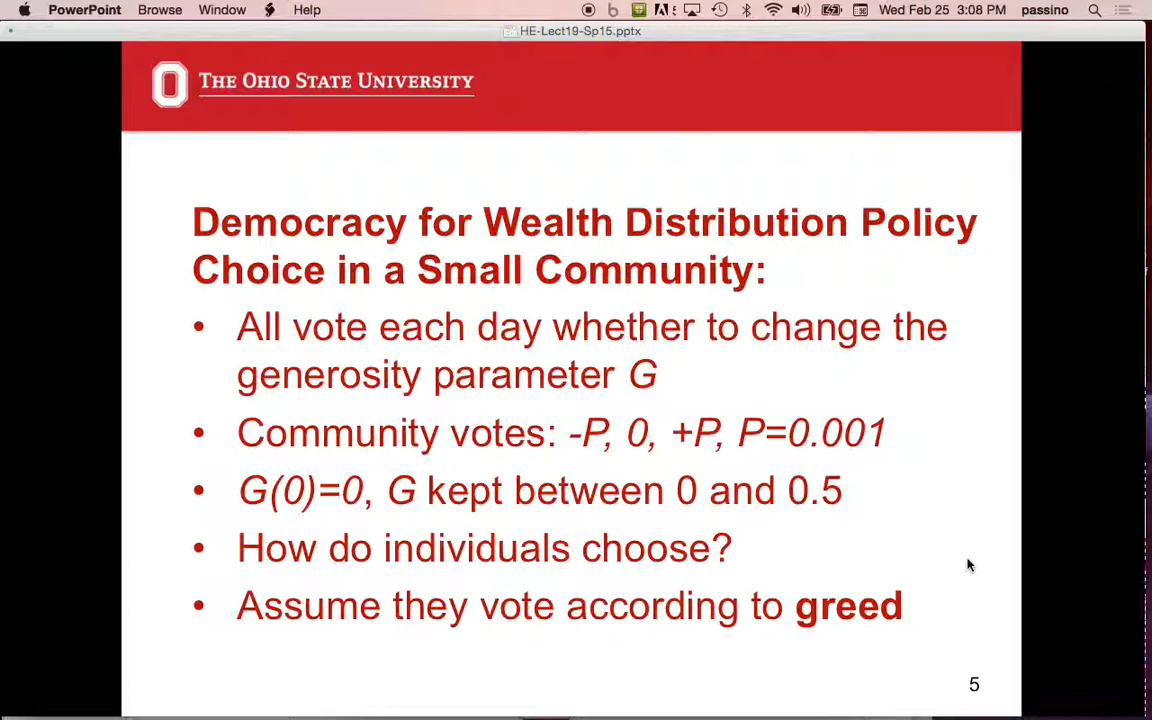 PowerPoint Browse Window Help Wed Feb 25 3:08 PM passino
HE-Lect19-Sp15.pptx
THE OHIO STATE UNIVERSITY
Democracy for Wealth Distribution Policy
Choice in a Small Community:
• All vote each day whether to change the
generosity parameter G
• Community votes: -P, 0, +P, P=0.001
• G(0)=0, G kept between 0 and 0.5
• How do individuals choose?
• Assume they vote according to greed
5